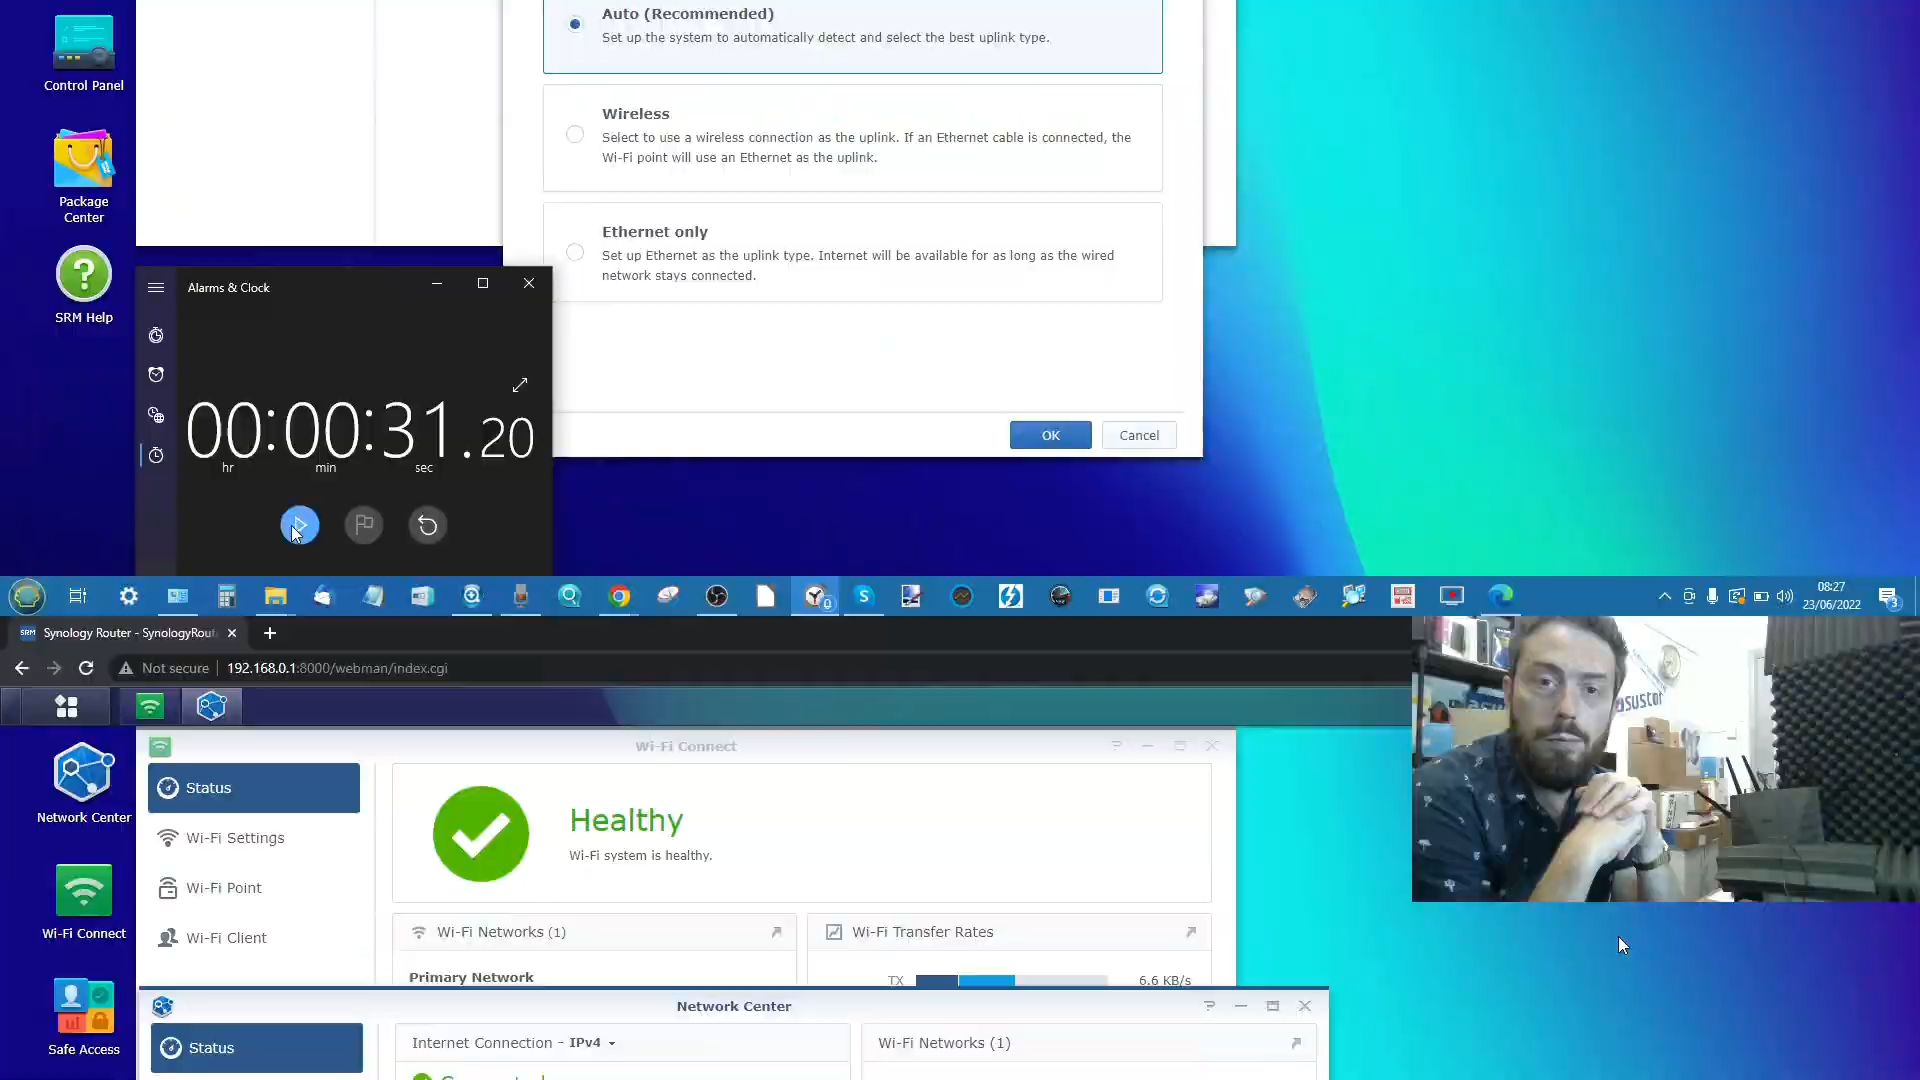 Auto (Recommended)
Set up the system to automatically detect and select the best uplink type.
Control Panel
Wireless
Select to use a wireless connection as the uplink. If an Ethernet cable is connected, the
Wi-Fi point will use an Ethernet as the uplink.
Package
Center
Ethernet only
Set up Ethernet as the uplink type. Internet will be available for as long as the wired
network stays connected.
SRM Help
Alarms & Clock
00:00:31.20
hr min sec
OK Cancel
08:27
23/06/2022
3
0
SRM Synology Router - SynologyRout
Not secure 192.168.0.1:8000/webman/index.cgi
asustor
Wi-Fi Connect
Status
Healthy
Wi-Fi system is healthy.
Network Center
Wi-Fi Settings
Wi-Fi Point
Wi-Fi Client
Wi-Fi Connect
Wi-Fi Networks (1)
Wi-Fi Transfer Rates
Primary Network
TX 6.6 KB/s
Network Center
Safe Access
Status
Internet Connection - IPv4
Wi-Fi Networks (1)